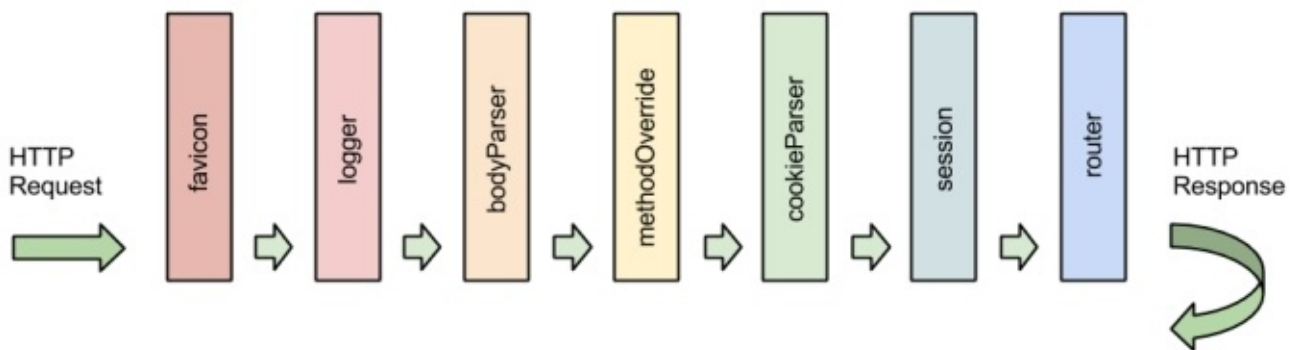 HTTP
Request
favicon
logger
bodyParser
methodOverride
cookieParser
session
router
HTTP
Response